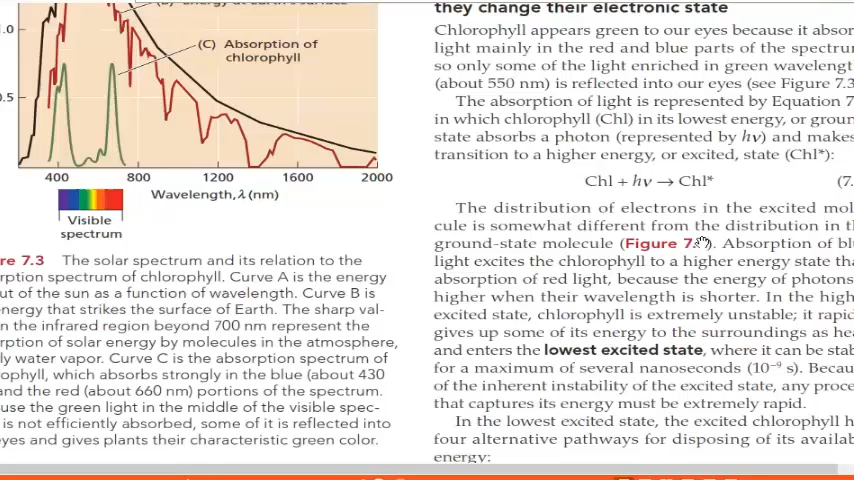 (C) Absorption of
chlorophyll
1.0
0.5
400 800 1200 1600 2000
Wavelength, λ (nm)
Visible
spectrum
7.3 The solar spectrum and its relation to the
spectrum of chlorophyll. Curve A is the energy
of the sun as a function of wavelength. Curve B is
that strikes the surface of Earth. The sharp val-
in the infrared region beyond 700 nm represent the
of solar energy by molecules in the atmosphere,
water vapor. Curve C is the absorption spectrum of
which absorbs strongly in the blue (about 430
and the red (about 660 nm) portions of the spectrum.
the green light in the middle of the visible spec-
is not efficiently absorbed, some of it is reflected into
eyes and gives plants their characteristic green color.
they change their electronic state
Chlorophyll appears green to our eyes because it absor
light mainly in the red and blue parts of the spectru
so only some of the light enriched in green wavelengt
(about 550 nm) is reflected into our eyes (see Figure 7.3
The absorption of light is represented by Equation 7.
in which chlorophyll (Chl) in its lowest energy, or groun
state absorbs a photon (represented by hν) and makes
transition to a higher energy, or excited, state (Chl*):
Chl + hν → Chl* (7.
The distribution of electrons in the excited mol
cule is somewhat different from the distribution in th
ground-state molecule (Figure 7. ). Absorption of blu
light excites the chlorophyll to a higher energy state tha
absorption of red light, because the energy of photons
higher when their wavelength is shorter. In the high
excited state, chlorophyll is extremely unstable; it rapid
gives up some of its energy to the surroundings as hea
and enters the lowest excited state, where it can be stab
for a maximum of several nanoseconds (10⁻⁹ s). Becau
of the inherent instability of the excited state, any proce
that captures its energy must be extremely rapid.
In the lowest excited state, the excited chlorophyll h
four alternative pathways for disposing of its availab
energy: